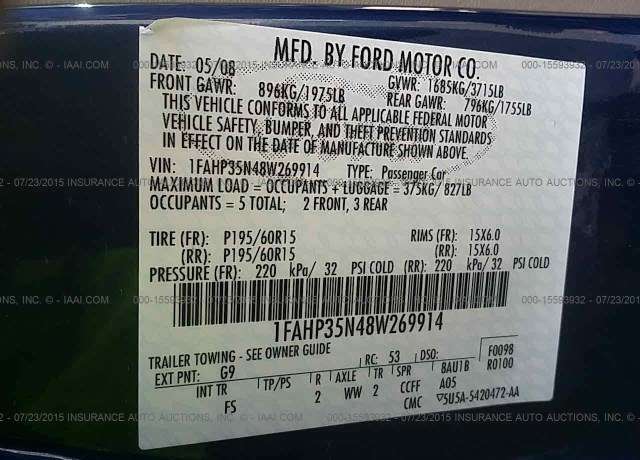 MFD. BY FORD MOTOR CO.
DATE: 05/08 GVWR: 1685KG/3715LB
FRONT GAWR: 896KG/1975LB REAR GAWR: 796KG/1755LB
THIS VEHICLE CONFORMS TO ALL APPLICABLE FEDERAL MOTOR
VEHICLE SAFETY, BUMPER, AND THEFT PREVENTION STANDARDS
IN EFFECT ON THE DATE OF MANUFACTURE SHOWN ABOVE.
VIN: 1FAHP35N48W269914 TYPE: Passenger Car
MAXIMUM LOAD = OCCUPANTS + LUGGAGE = 375KG/ 827LB
OCCUPANTS = 5 TOTAL; 2 FRONT, 3 REAR
TIRE (FR): P195/60R15 RIMS (FR): 15X6.0
(RR): P195/60R15 (RR): 15X6.0
PRESSURE (FR): 220 kPa/ 32 PSI COLD (RR): 220 kPa/ 32 PSI COLD
1FAHP35N48W269914
TRAILER TOWING - SEE OWNER GUIDE
EXT PNT: G9 RC: 53 DSO: F0098
R0100
INT TR TP/PS R AXLE TR SPR BAU1B
FS 2 WW 2 CCFF A05
CMC 5U5A-5420472-AA
000-15593932 - 07/23/2015 INSURANCE AUTO AUCTIONS, INC. © - IAAI.COM